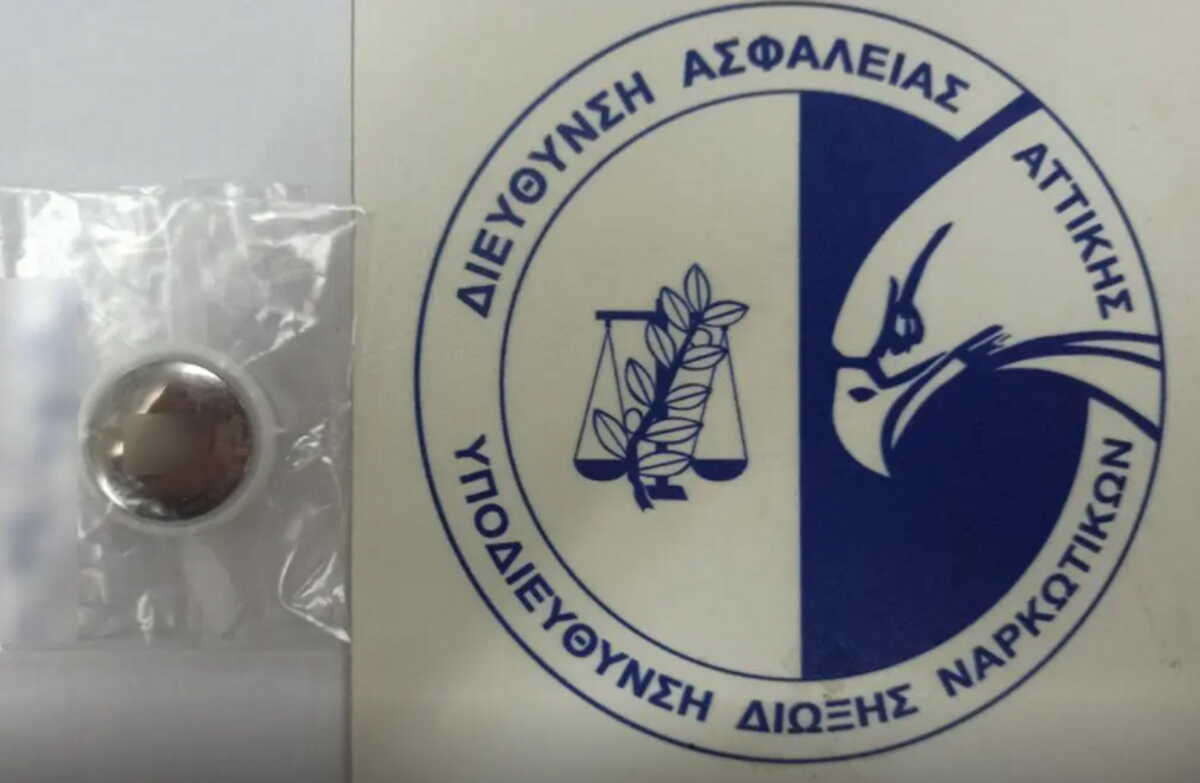 ΔΙΕΥΘΥΝΣΗ ΑΣΦΑΛΕΙΑΣ ΑΤΤΙΚΗΣ
ΥΠΟΔΙΕΥΘΥΝΣΗ ΔΙΩΞΗΣ ΝΑΡΚΩΤΙΚΩΝ